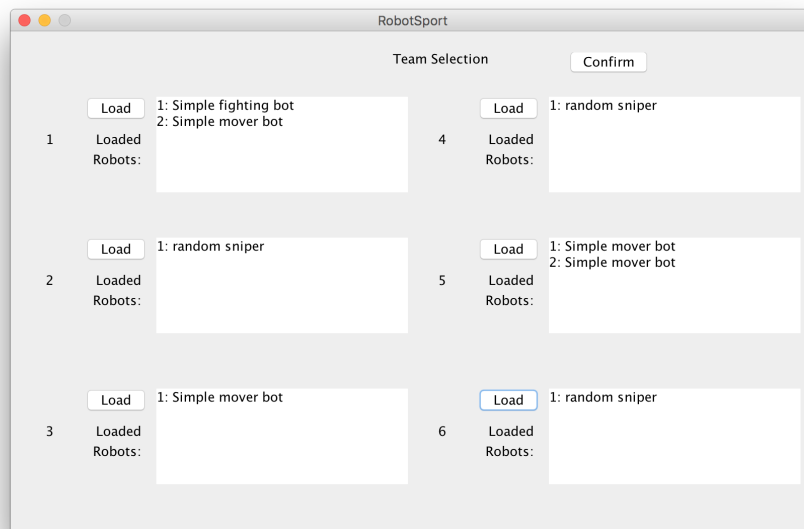 RobotSport
Team Selection
Confirm
1
Load
Loaded
Robots:
1: Simple fighting bot
2: Simple mover bot
4
Load
Loaded
Robots:
1: random sniper
2
Load
Loaded
Robots:
1: random sniper
5
Load
Loaded
Robots:
1: Simple mover bot
2: Simple mover bot
3
Load
Loaded
Robots:
1: Simple mover bot
6
Load
Loaded
Robots:
1: random sniper